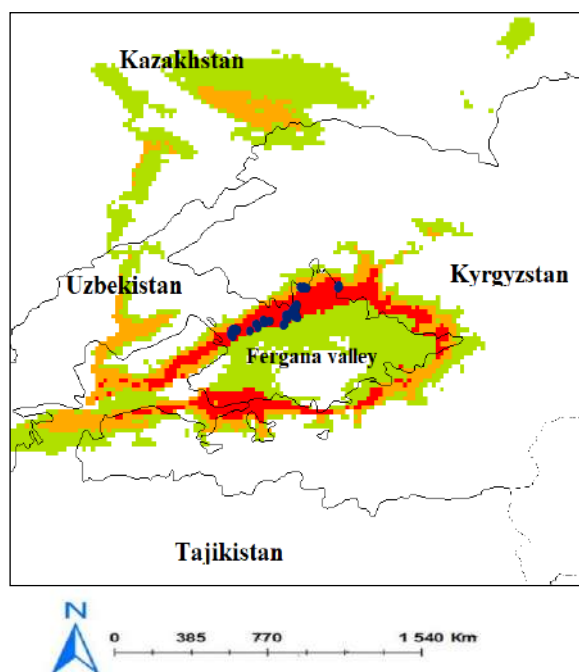 Kazakhstan
Uzbekistan
Kyrgyzstan
Fergana valley
Tajikistan
N
0 385 770 1 540 Km